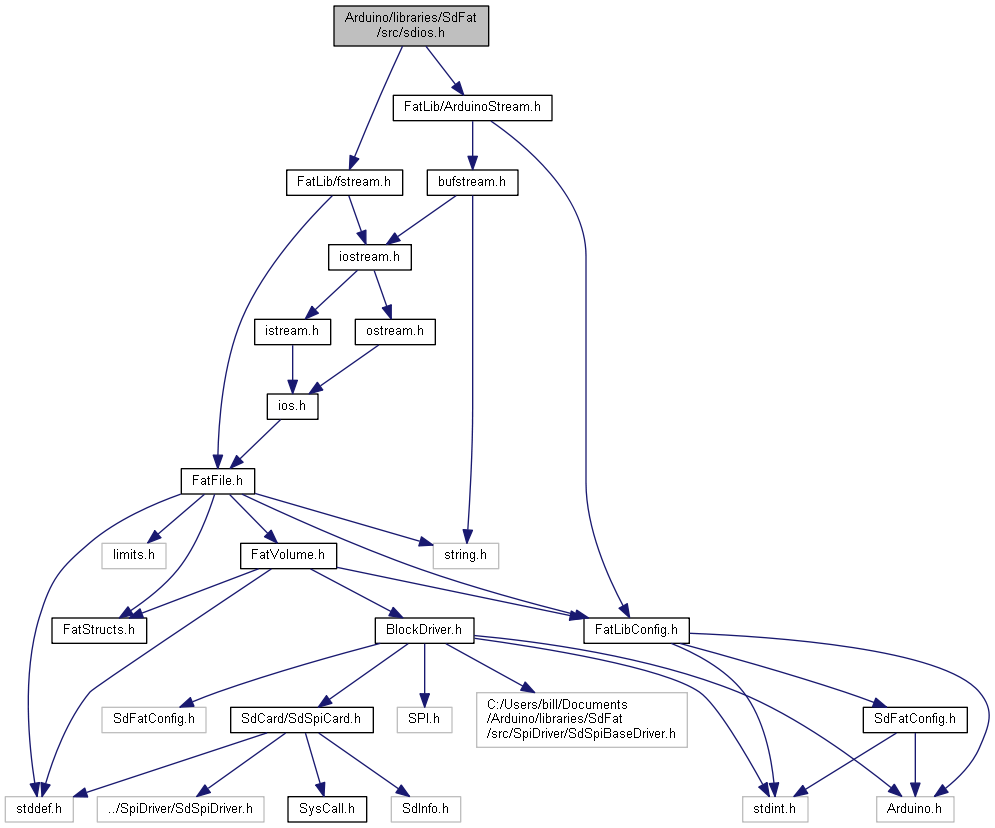 Arduino/libraries/SdFat
/src/sdios.h
FatLib/ArduinoStream.h
FatLib/fstream.h
bufstream.h
iostream.h
istream.h
ostream.h
ios.h
FatFile.h
limits.h
FatVolume.h
string.h
FatStructs.h
BlockDriver.h
FatLibConfig.h
SdFatConfig.h
SdCard/SdSpiCard.h
SPI.h
C:/Users/bill/Documents
/Arduino/libraries/SdFat
/src/SpiDriver/SdSpiBaseDriver.h
SdFatConfig.h
stddef.h
../SpiDriver/SdSpiDriver.h
SysCall.h
SdInfo.h
stdint.h
Arduino.h